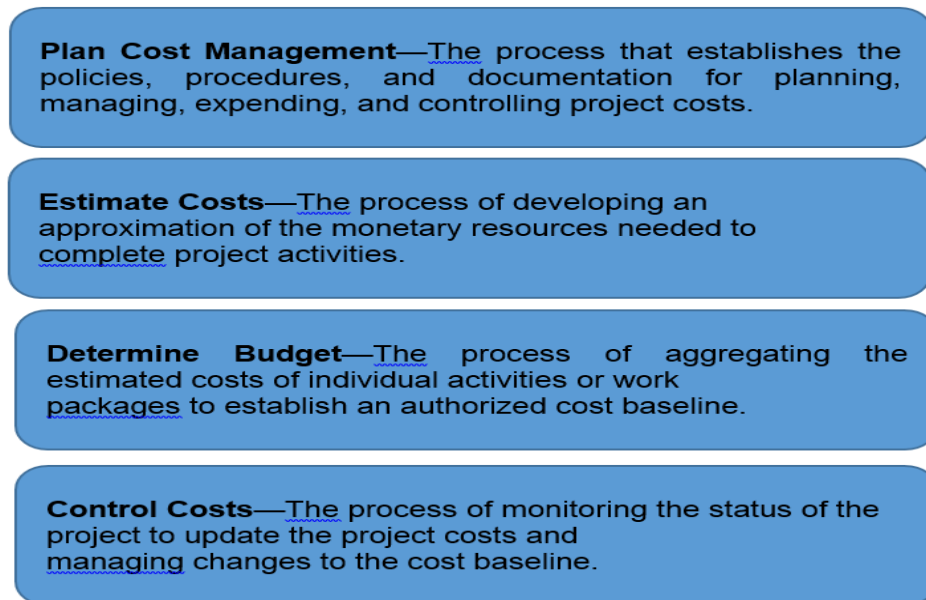 Plan Cost Management—The process that establishes the
policies, procedures, and documentation for planning,
managing, expending, and controlling project costs.
Estimate Costs—The process of developing an
approximation of the monetary resources needed to
complete project activities.
Determine Budget—The process of aggregating the
estimated costs of individual activities or work
packages to establish an authorized cost baseline.
Control Costs—The process of monitoring the status of the
project to update the project costs and
managing changes to the cost baseline.